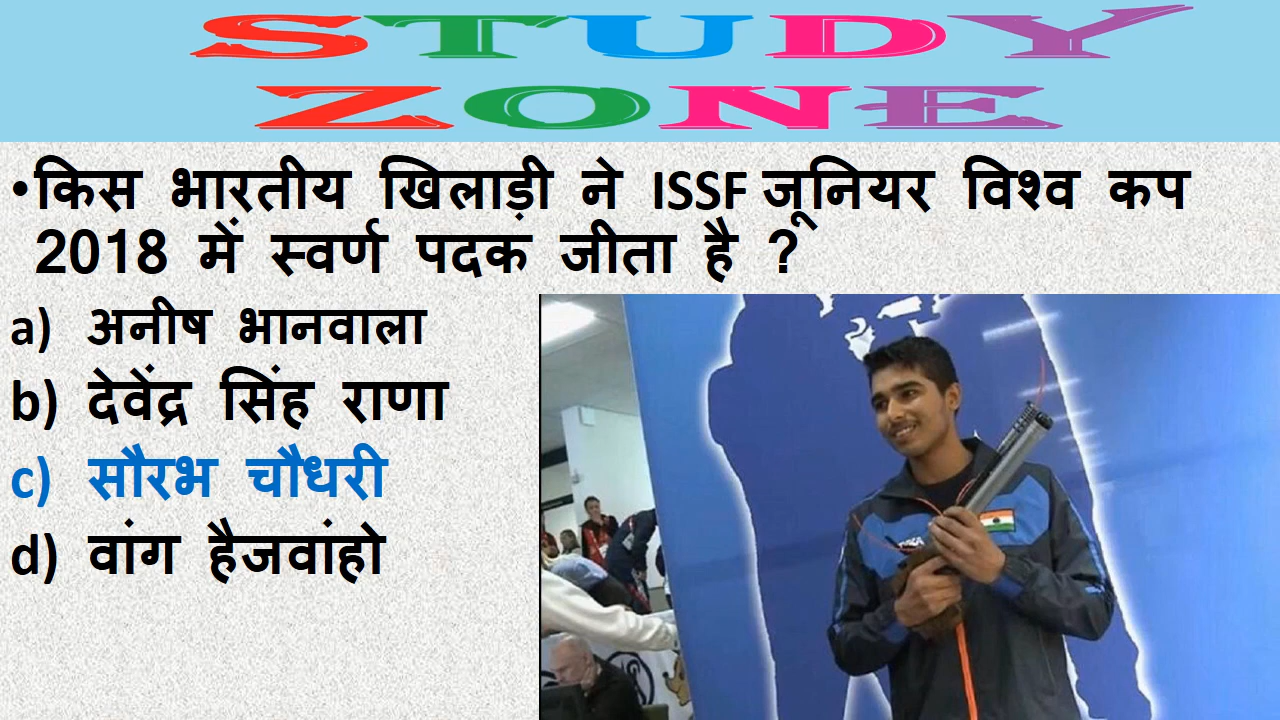 STUDY
ZONE
•किस भारतीय खिलाड़ी ने ISSF जूनियर विश्व कप
2018 में स्वर्ण पदक जीता है ?
a) अनीष भानवाला
b) देवेंद्र सिंह राणा
c) सौरभ चौधरी
d) वांग हैजवांहो